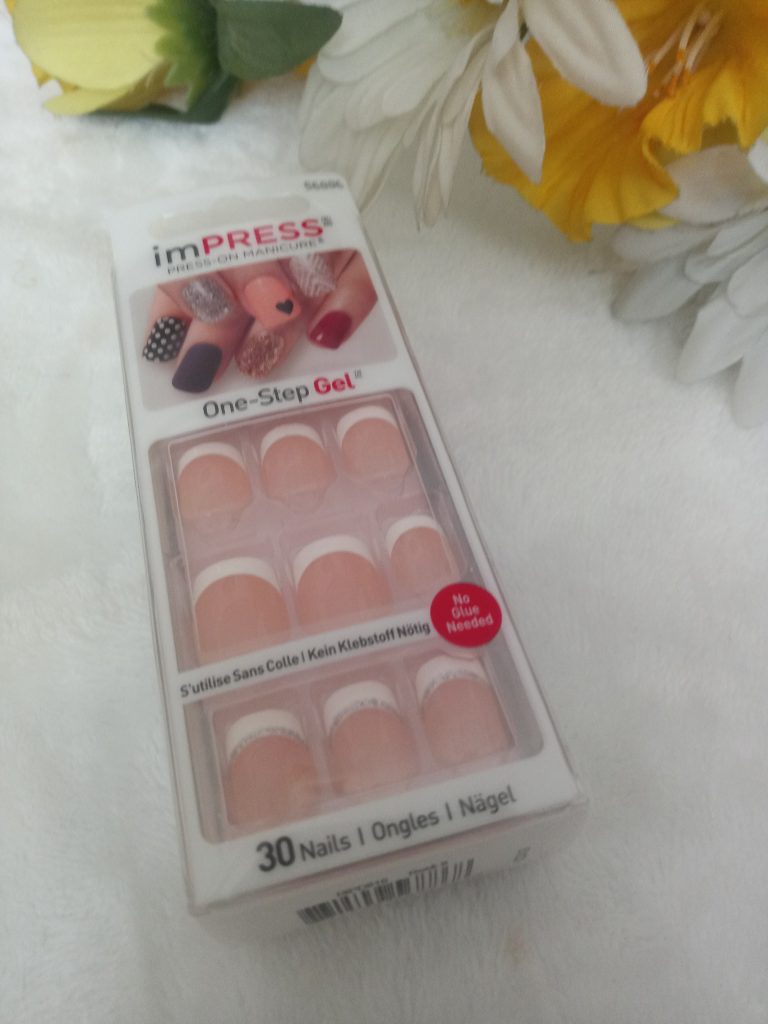 56006
imPRESS
PRESS-ON MANICURE®
One-Step Gel
No
Glue
Needed
S'utilise Sans Colle | Kein Klebstoff Nötig
30 Nails | Ongles | Nägel